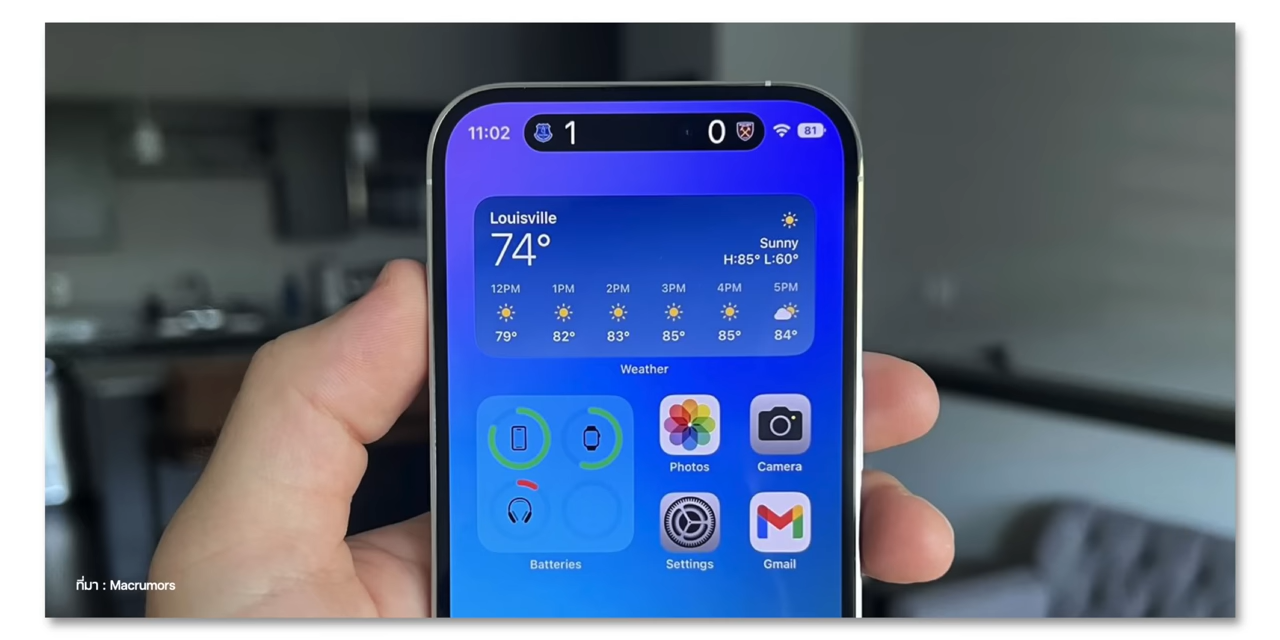 11:02 1 0 81
Louisville
74°
Sunny
H:85° L:60°
12PM 1PM 2PM 3PM 4PM 5PM
79° 82° 83° 85° 85° 84°
Weather
Photos Camera
Batteries Settings Gmail
ที่มา : Macrumors